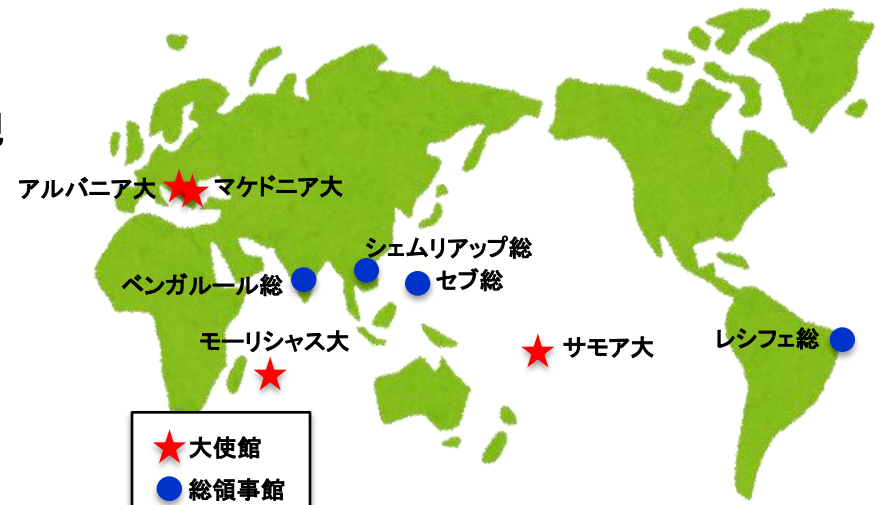 アルバニア大
マケドニア大
シェムリアップ総
ベンガルール総
セブ総
モーリシャス大
サモア大
レシフェ総
大使館
総領事館